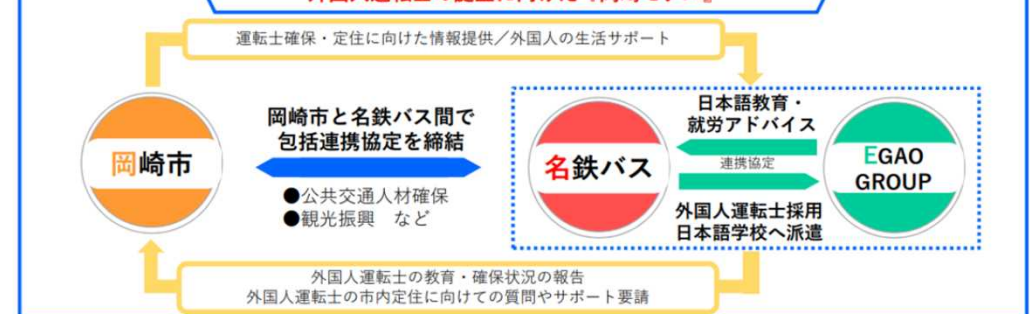 運転士確保・定住に向けた情報提供／外国人の生活サポート
岡崎市
岡崎市と名鉄バス間で
包括連携協定を締結
●公共交通人材確保
●観光振興 など
名鉄バス
日本語教育・
就労アドバイス
連携協定
外国人運転士採用
日本語学校へ派遣
EGAO
GROUP
外国人運転士の教育・確保状況の報告
外国人運転士の市内定住に向けての質問やサポート要請